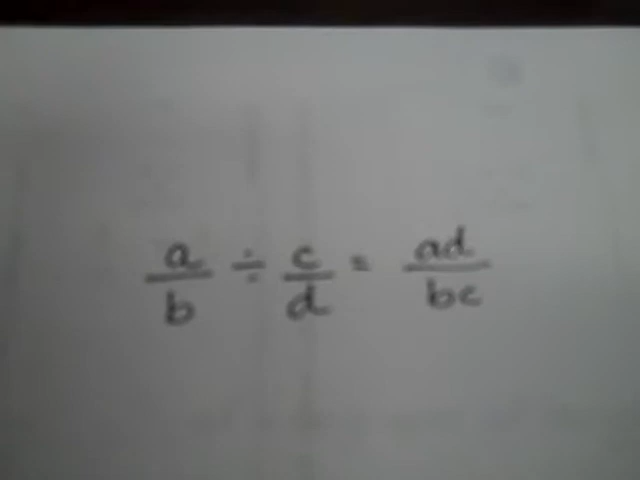 a/b ÷ c/d = ad/bc